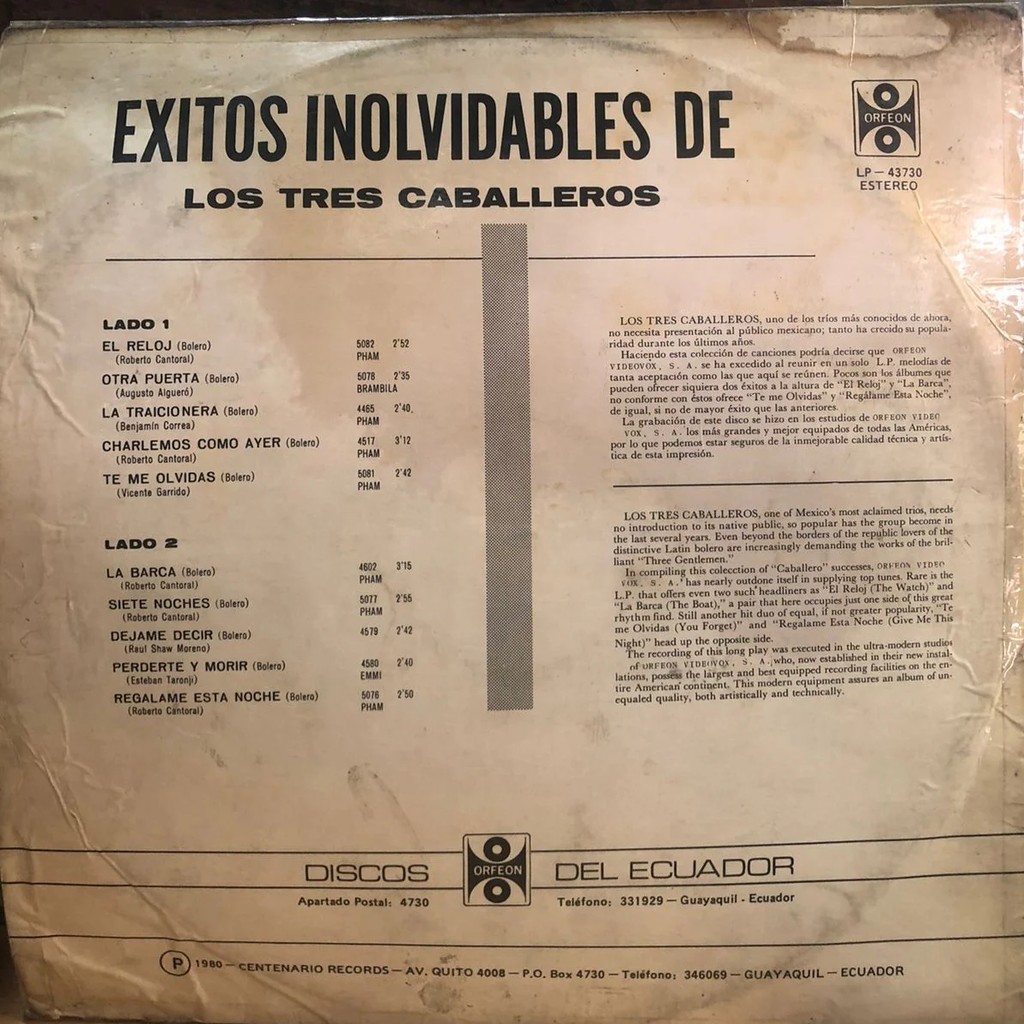 EXITOS INOLVIDABLES DE
LOS TRES CABALLEROS
ORFEON
LP - 43730
ESTEREO
LADO 1
EL RELOJ (Bolero) 5082 2'52
(Roberto Cantoral) PHAM
OTRA PUERTA (Bolero) 5078 2'35
(Augusto Algueró) BRAMBILA
LA TRAICIONERA (Bolero) 4465 2'40.
(Benjamín Correa) PHAM
CHARLEMOS COMO AYER (Bolero) 4517 3'12
(Roberto Cantoral) PHAM
TE ME OLVIDAS (Bolero) 5081 2'42
(Vicente Garrido) PHAM
LADO 2
LA BARCA (Bolero) 4602 3'15
(Roberto Cantoral) PHAM
SIETE NOCHES (Bolero) 5077 2'55
(Roberto Cantoral) PHAM
DEJAME DECIR (Bolero) 4579 2'42
(Raul Shaw Moreno)
PERDERTE Y MORIR (Bolero) 4580 2'40
(Esteban Taronjí) EMMI
REGALAME ESTA NOCHE (Bolero) 5076 2'50
(Roberto Cantoral) PHAM
LOS TRES CABALLEROS, uno de los tríos más conocidos de ahora,
no necesita presentación al público mexicano; tanto ha crecido su popula-
ridad durante los últimos años.
Haciendo esta colección de canciones podría decirse que ORFEON
VIDEOVOX, S. A. se ha excedido al reunir en un solo L.P. melodías de
tanta aceptación como las que aquí se reúnen. Pocos son los álbumes que
pueden ofrecer siquiera dos éxitos a la altura de "El Reloj" y "La Barca",
no conforme con éstos ofrece "Te me Olvidas" y "Regálame Esta Noche",
de igual, si no de mayor éxito que las anteriores.
La grabación de este disco se hizo en los estudios de ORFEON VIDEO
VOX, S. A. los más grandes y mejor equipados de todas las Américas,
por lo que podemos estar seguros de la inmejorable calidad técnica y artís-
tica de esta impresión.
LOS TRES CABALLEROS, one of Mexico's most aclaimed trios, needs
no introduction to its native public, so popular has the group become in
the last several years. Even beyond the borders of the republic lovers of the
distinctive Latin bolero are increasingly demanding the works of the bril-
liant "Three Gentlemen."
In compiling this colecction of "Caballero" successes, ORFEON VIDEO
VOX, S. A. has nearly outdone itself in supplying top tunes. Rare is the
L.P. that offers even two such headliners as "El Reloj (The Watch)" and
"La Barca (The Boat)," a pair that here occupies just one side of this great
rhythm find. Still another hit duo of equal, if not greater popularity, "Te
me Olvidas (You Forget)" and "Regalame Esta Noche (Give Me This
Night)" head up the opposite side.
The recording of this long play was executed in the ultra-modern studios
of ORFEON VIDEOVOX, S. A., who, now established in their new instal-
lations, possess the largest and best equipped recording facilities on the en-
tire American continent. This modern equipment assures an album of un-
equaled quality, both artistically and technically.
DISCOS ORFEON DEL ECUADOR
Apartado Postal: 4730 Teléfono: 331929 - Guayaquil - Ecuador
Ⓟ 1980 - CENTENARIO RECORDS - AV. QUITO 4008 - P.O. Box 4730 - Teléfono: 346069 - GUAYAQUIL - ECUADOR